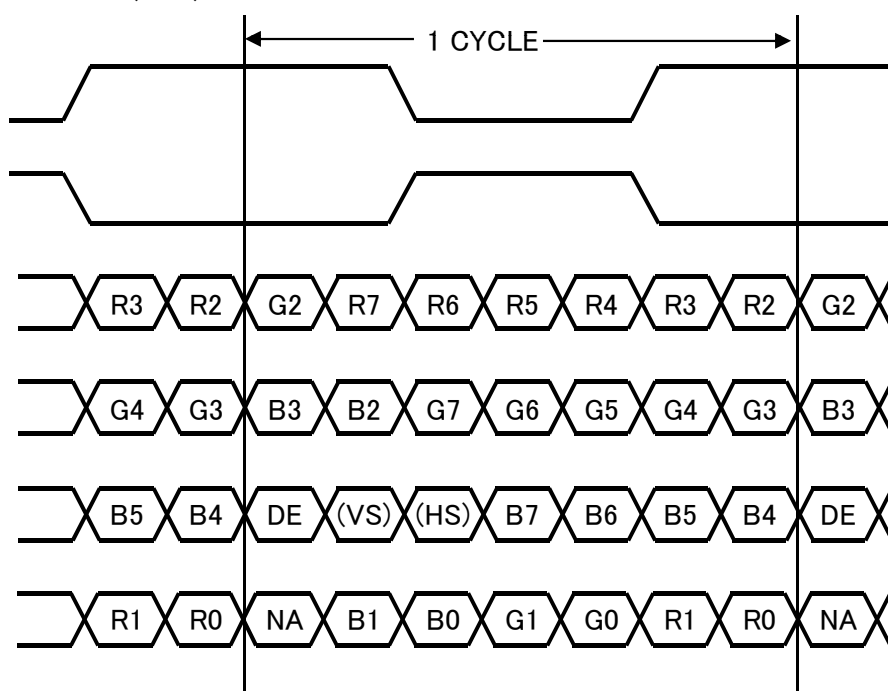 1 CYCLE
R3 R2 G2 R7 R6 R5 R4 R3 R2 G2
G4 G3 B3 B2 G7 G6 G5 G4 G3 B3
B5 B4 DE (VS) (HS) B7 B6 B5 B4 DE
R1 R0 NA B1 B0 G1 G0 R1 R0 NA